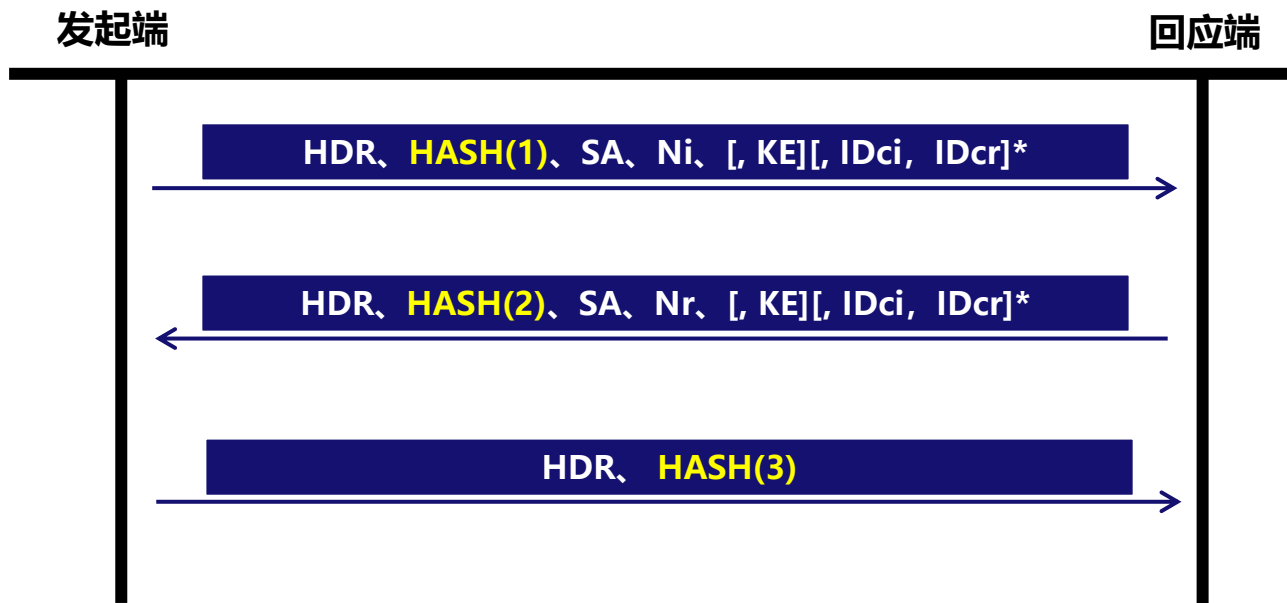 发起端
回应端
HDR、HASH(1)、SA、Ni、[, KE][, IDci，IDcr]*
HDR、HASH(2)、SA、Nr、[, KE][, IDci，IDcr]*
HDR、 HASH(3)